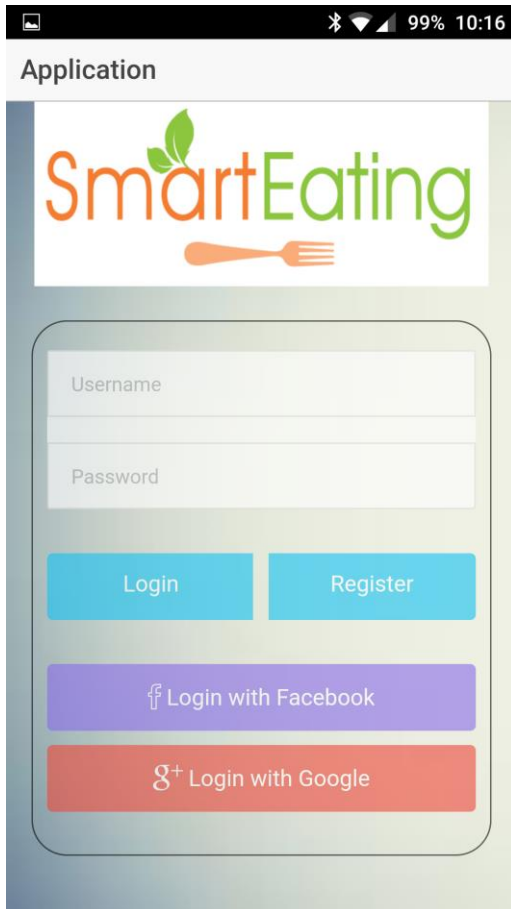 99% 10:16
Application
SmartEating
Username
Password
Login Register
f Login with Facebook
g+ Login with Google